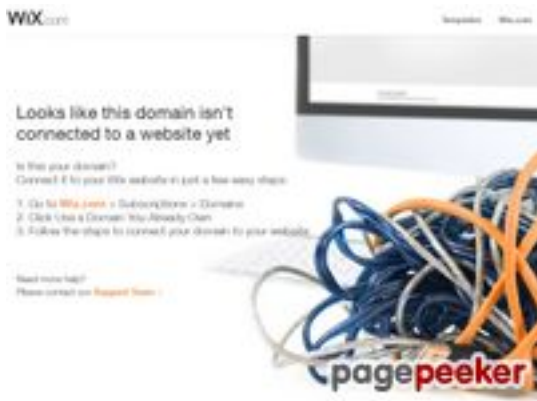 WiX.com
Templates Wix.com
Looks like this domain isn't
connected to a website yet
Is this your domain?
Connect it to your Wix website in just a few easy steps:
1. Go to Wix.com > Subscriptions > Domains
2. Click Use a Domain You Already Own
3. Follow the steps to connect your domain to your website
Need more help?
Please contact our Support Team >
pagepeeker